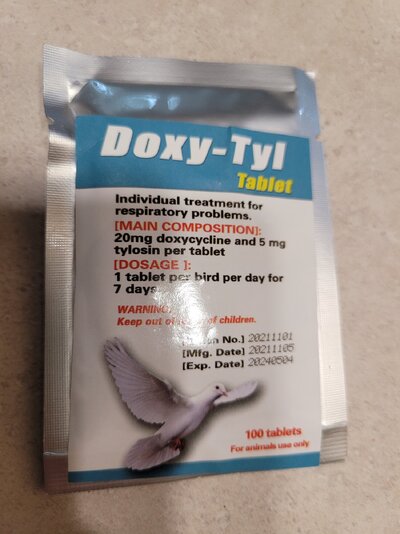 Doxy-Tyl
Tablet
Individual treatment for
respiratory problems.
[MAIN COMPOSITION]:
20mg doxycycline and 5 mg
tylosin per tablet
[DOSAGE ]:
1 tablet per bird per day for
7 days
WARNING
Keep out of children.
No.] 20211101
[Mfg. Date] 20211105
[Exp. Date] 20240504
100 tablets
For animals use only